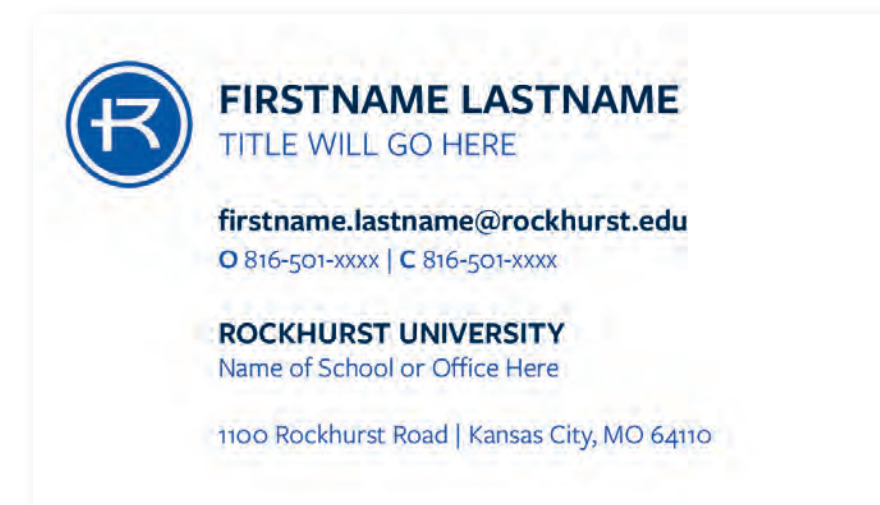 R
FIRSTNAME LASTNAME
TITLE WILL GO HERE
firstname.lastname@rockhurst.edu
O 816-501-xxxx | C 816-501-xxxx
ROCKHURST UNIVERSITY
Name of School or Office Here
1100 Rockhurst Road | Kansas City, MO 64110